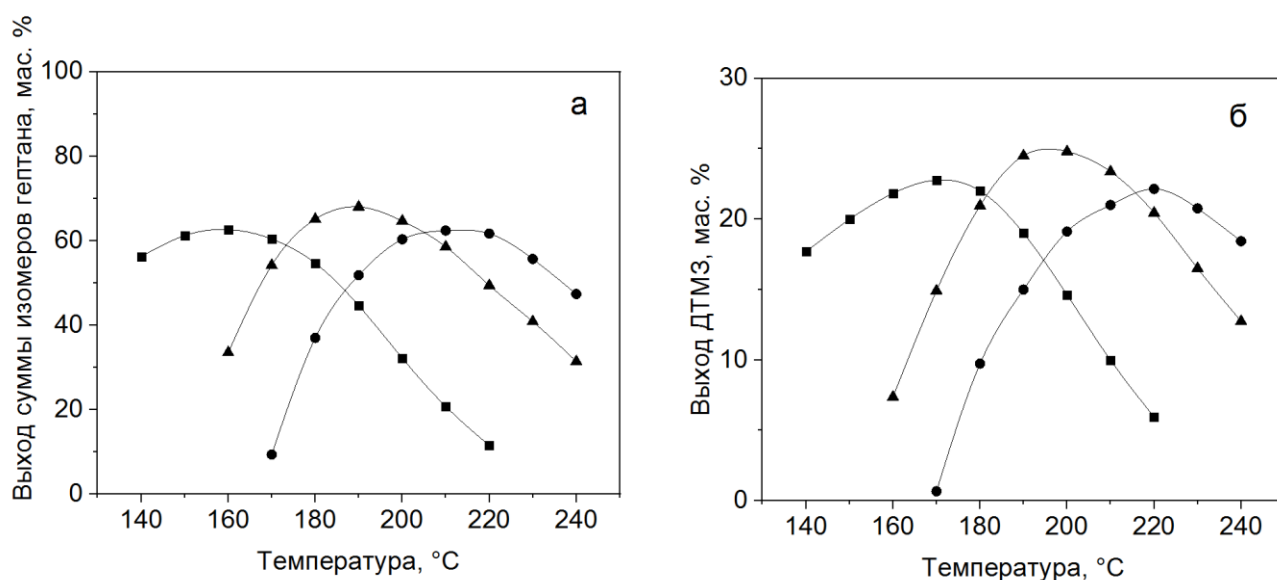 Выход суммы изомеров гептана, мас. %
100
80
60
40
20
0
а
140 160 180 200 220 240
Температура, °C
Выход ДТМЗ, мас. %
30
20
10
0
б
140 160 180 200 220 240
Температура, °C